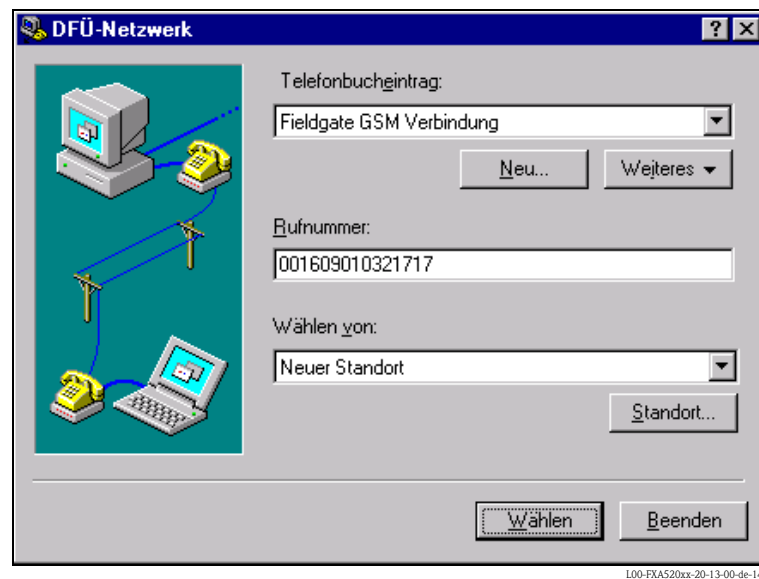 DFÜ-Netzwerk
Telefonbucheintrag:
Fieldgate GSM Verbindung
Neu...
Weiteres
Rufnummer:
001609010321717
Wählen von:
Neuer Standort
Standort...
Wählen
Beenden